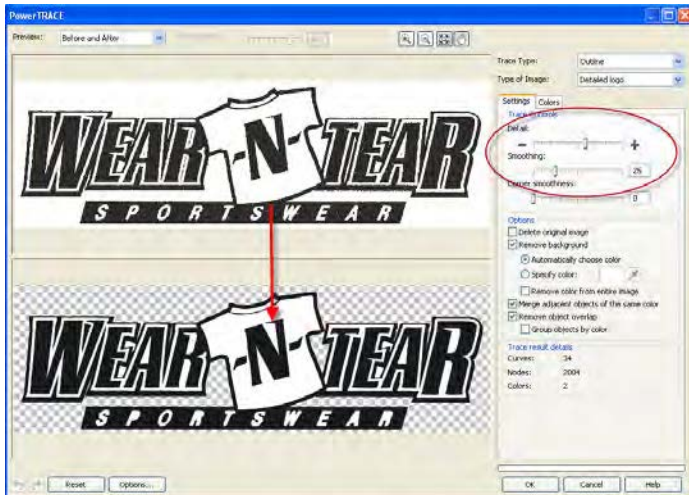 PowerTRACE
Preview: Before and After
Trace Type: Outline
Type of Image: Detailed logo
Settings Colors
Trace controls
Detail:
Smoothing:
25
Corner smoothness:
0
Options
Delete original image
Remove background
Automatically choose color
Specify color:
Remove color from entire image
Merge adjacent objects of the same color
Remove object overlap
Group objects by color
Trace result details
Curves: 34
Nodes: 2004
Colors: 2
WEAR -N- TEAR
SPORTSWEAR
WEAR -N- TEAR
SPORTSWEAR
Reset Options... OK Cancel Help